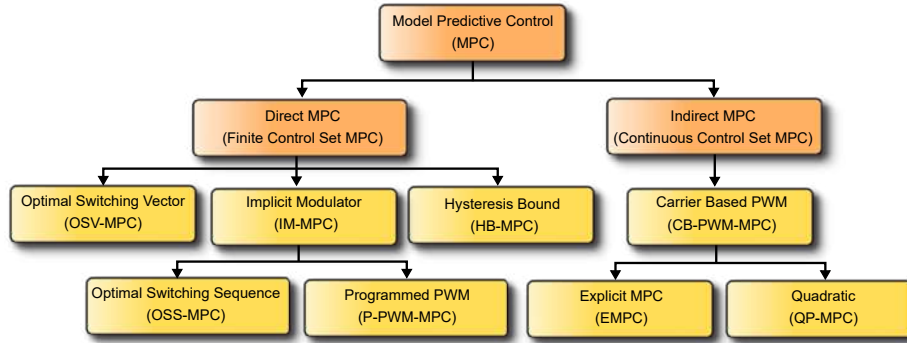 Model Predictive Control
(MPC)
Direct MPC
(Finite Control Set MPC)
Indirect MPC
(Continuous Control Set MPC)
Optimal Switching Vector
(OSV-MPC)
Implicit Modulator
(IM-MPC)
Hysteresis Bound
(HB-MPC)
Carrier Based PWM
(CB-PWM-MPC)
Optimal Switching Sequence
(OSS-MPC)
Programmed PWM
(P-PWM-MPC)
Explicit MPC
(EMPC)
Quadratic
(QP-MPC)